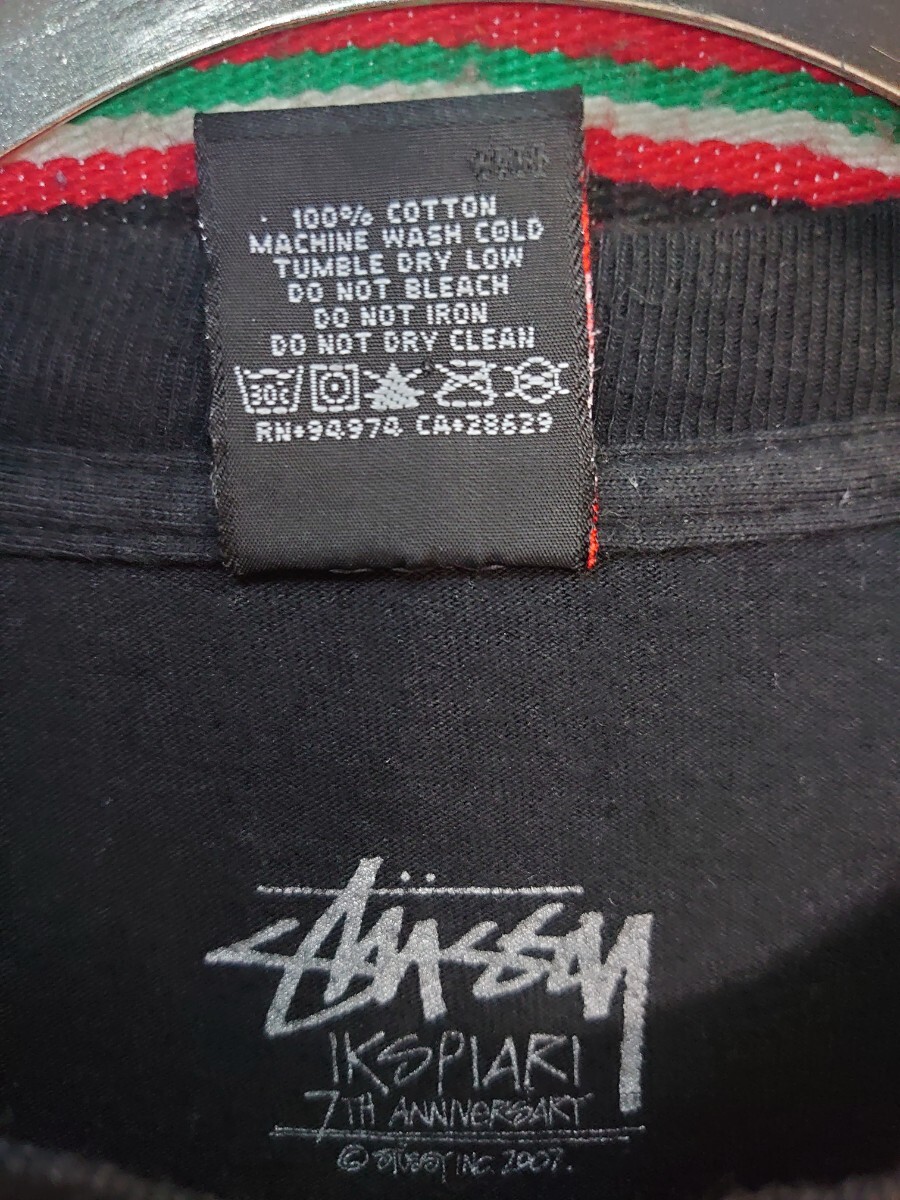 100% COTTON
MACHINE WASH COLD
TUMBLE DRY LOW
DO NOT BLEACH
DO NOT IRON
DO NOT DRY CLEAN
30C
RN•94974 CA•28629
Stüssy
IKSPIARI
7TH ANNIVERSARY
© STÜSSY INC. 2007.